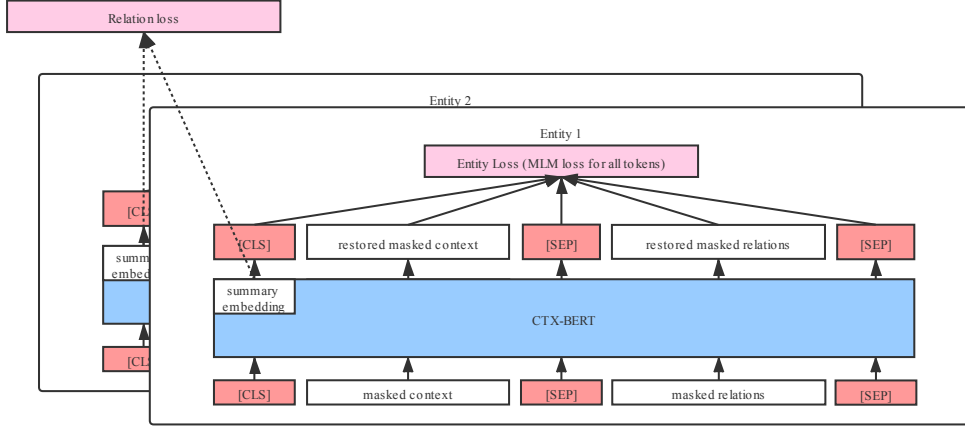 Relation loss
Entity 2
Entity 1
Entity Loss (MLM loss for all tokens)
[CLS] restored masked context [SEP] restored masked relations [SEP]
summary
embedding
CTX-BERT
[CLS] masked context [SEP] masked relations [SEP]